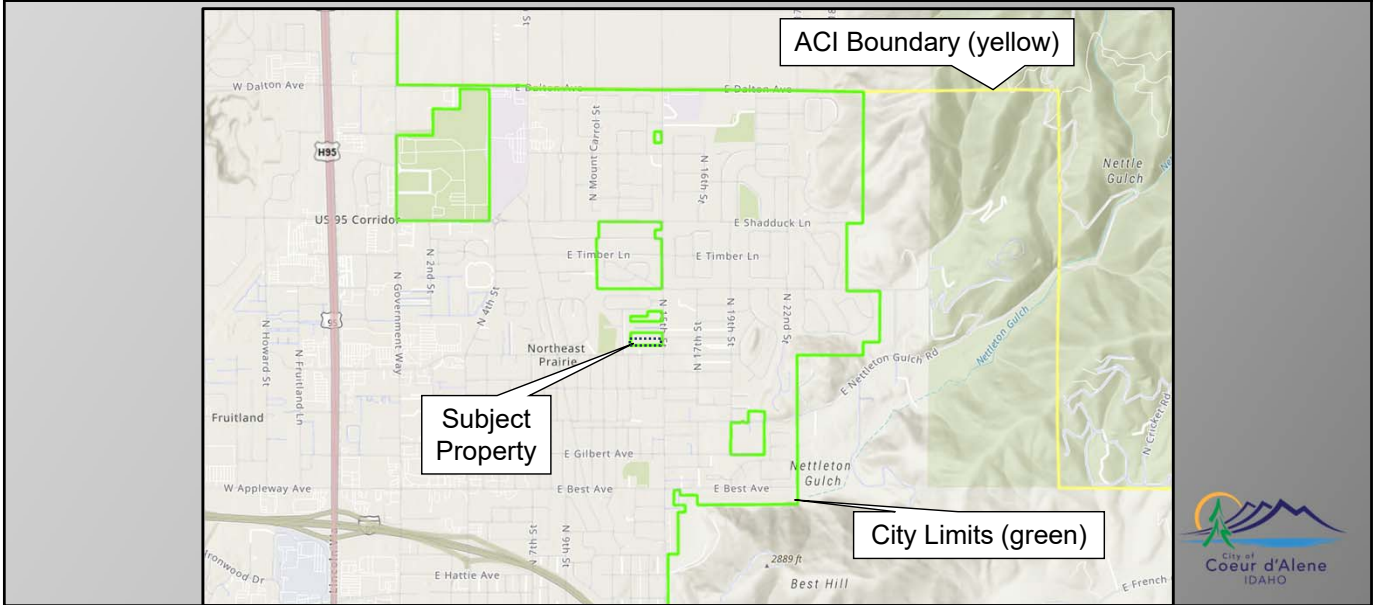 ACI Boundary (yellow)
W Dalton Ave
E Dalton Ave
E Dalton Ave
N Mount Carrol St
H95
N 16th St
Nettle
Gulch
US 95 Corridor
E Shadduck Ln
N 2nd St
E Timber Ln
E Timber Ln
N Government Way
N 4th St
N 15th St
N 19th St
N 22nd St
95
N Howard St
N Fruitland Ln
N 17th St
Nettleton Gulch
Northeast
Prairie
E Nettleton Gulch Rd
Subject
Property
Fruitland
N Cricket Rd
E Gilbert Ave
Nettleton
Gulch
W Appleway Ave
E Best Ave
E Best Ave
City Limits (green)
N 7th St
N 9th St
Ironwood Dr
E Hattie Ave
2889 ft
Best Hill
E French
City of
Coeur d'Alene
IDAHO